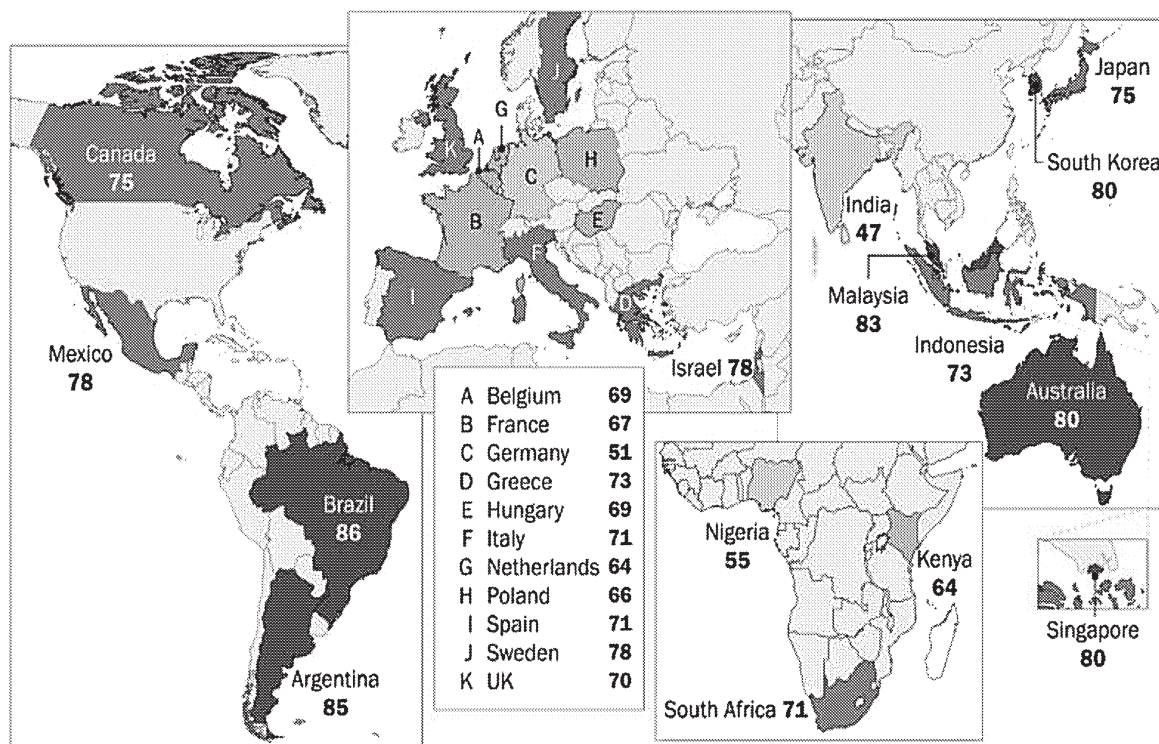 Canada
75
Mexico
78
Brazil
86
Argentina
85
J
G
A
K
H
C
B
E
F
I
D
Israel 78
A Belgium 69
B France 67
C Germany 51
D Greece 73
E Hungary 69
F Italy 71
G Netherlands 64
H Poland 66
I Spain 71
J Sweden 78
K UK 70
Japan
75
South Korea
80
India
47
Malaysia
83
Indonesia
73
Australia
80
Nigeria
55
Kenya
64
South Africa 71
Singapore
80